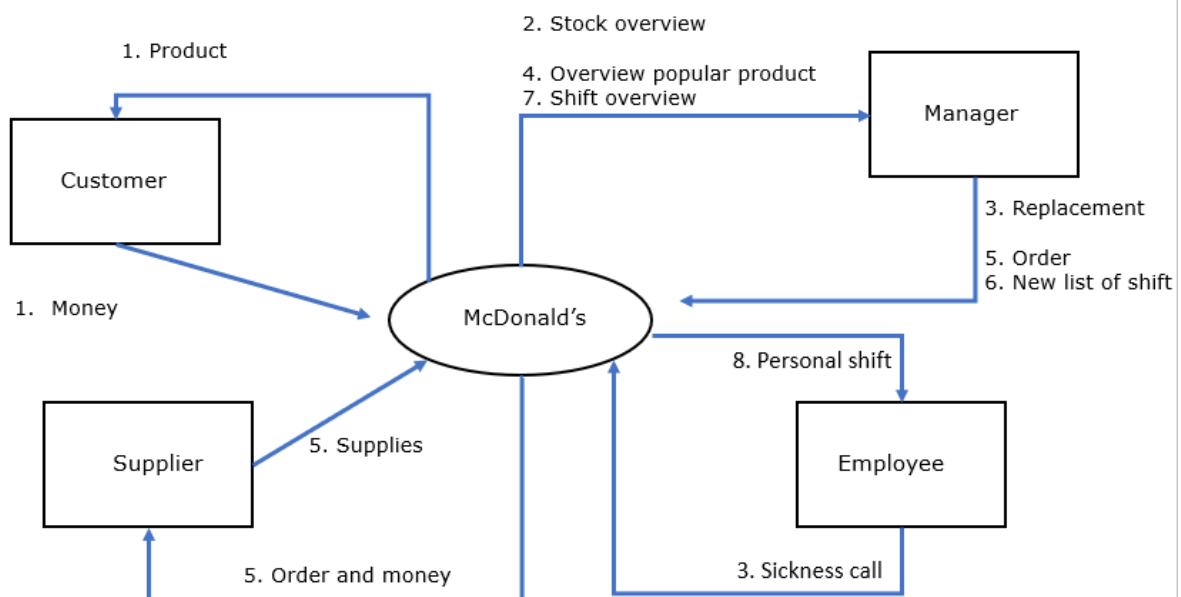 2. Stock overview
1. Product
4. Overview popular product
7. Shift overview
Manager
Customer
3. Replacement
5. Order
6. New list of shift
1. Money
McDonald's
8. Personal shift
5. Supplies
Supplier
Employee
5. Order and money
3. Sickness call